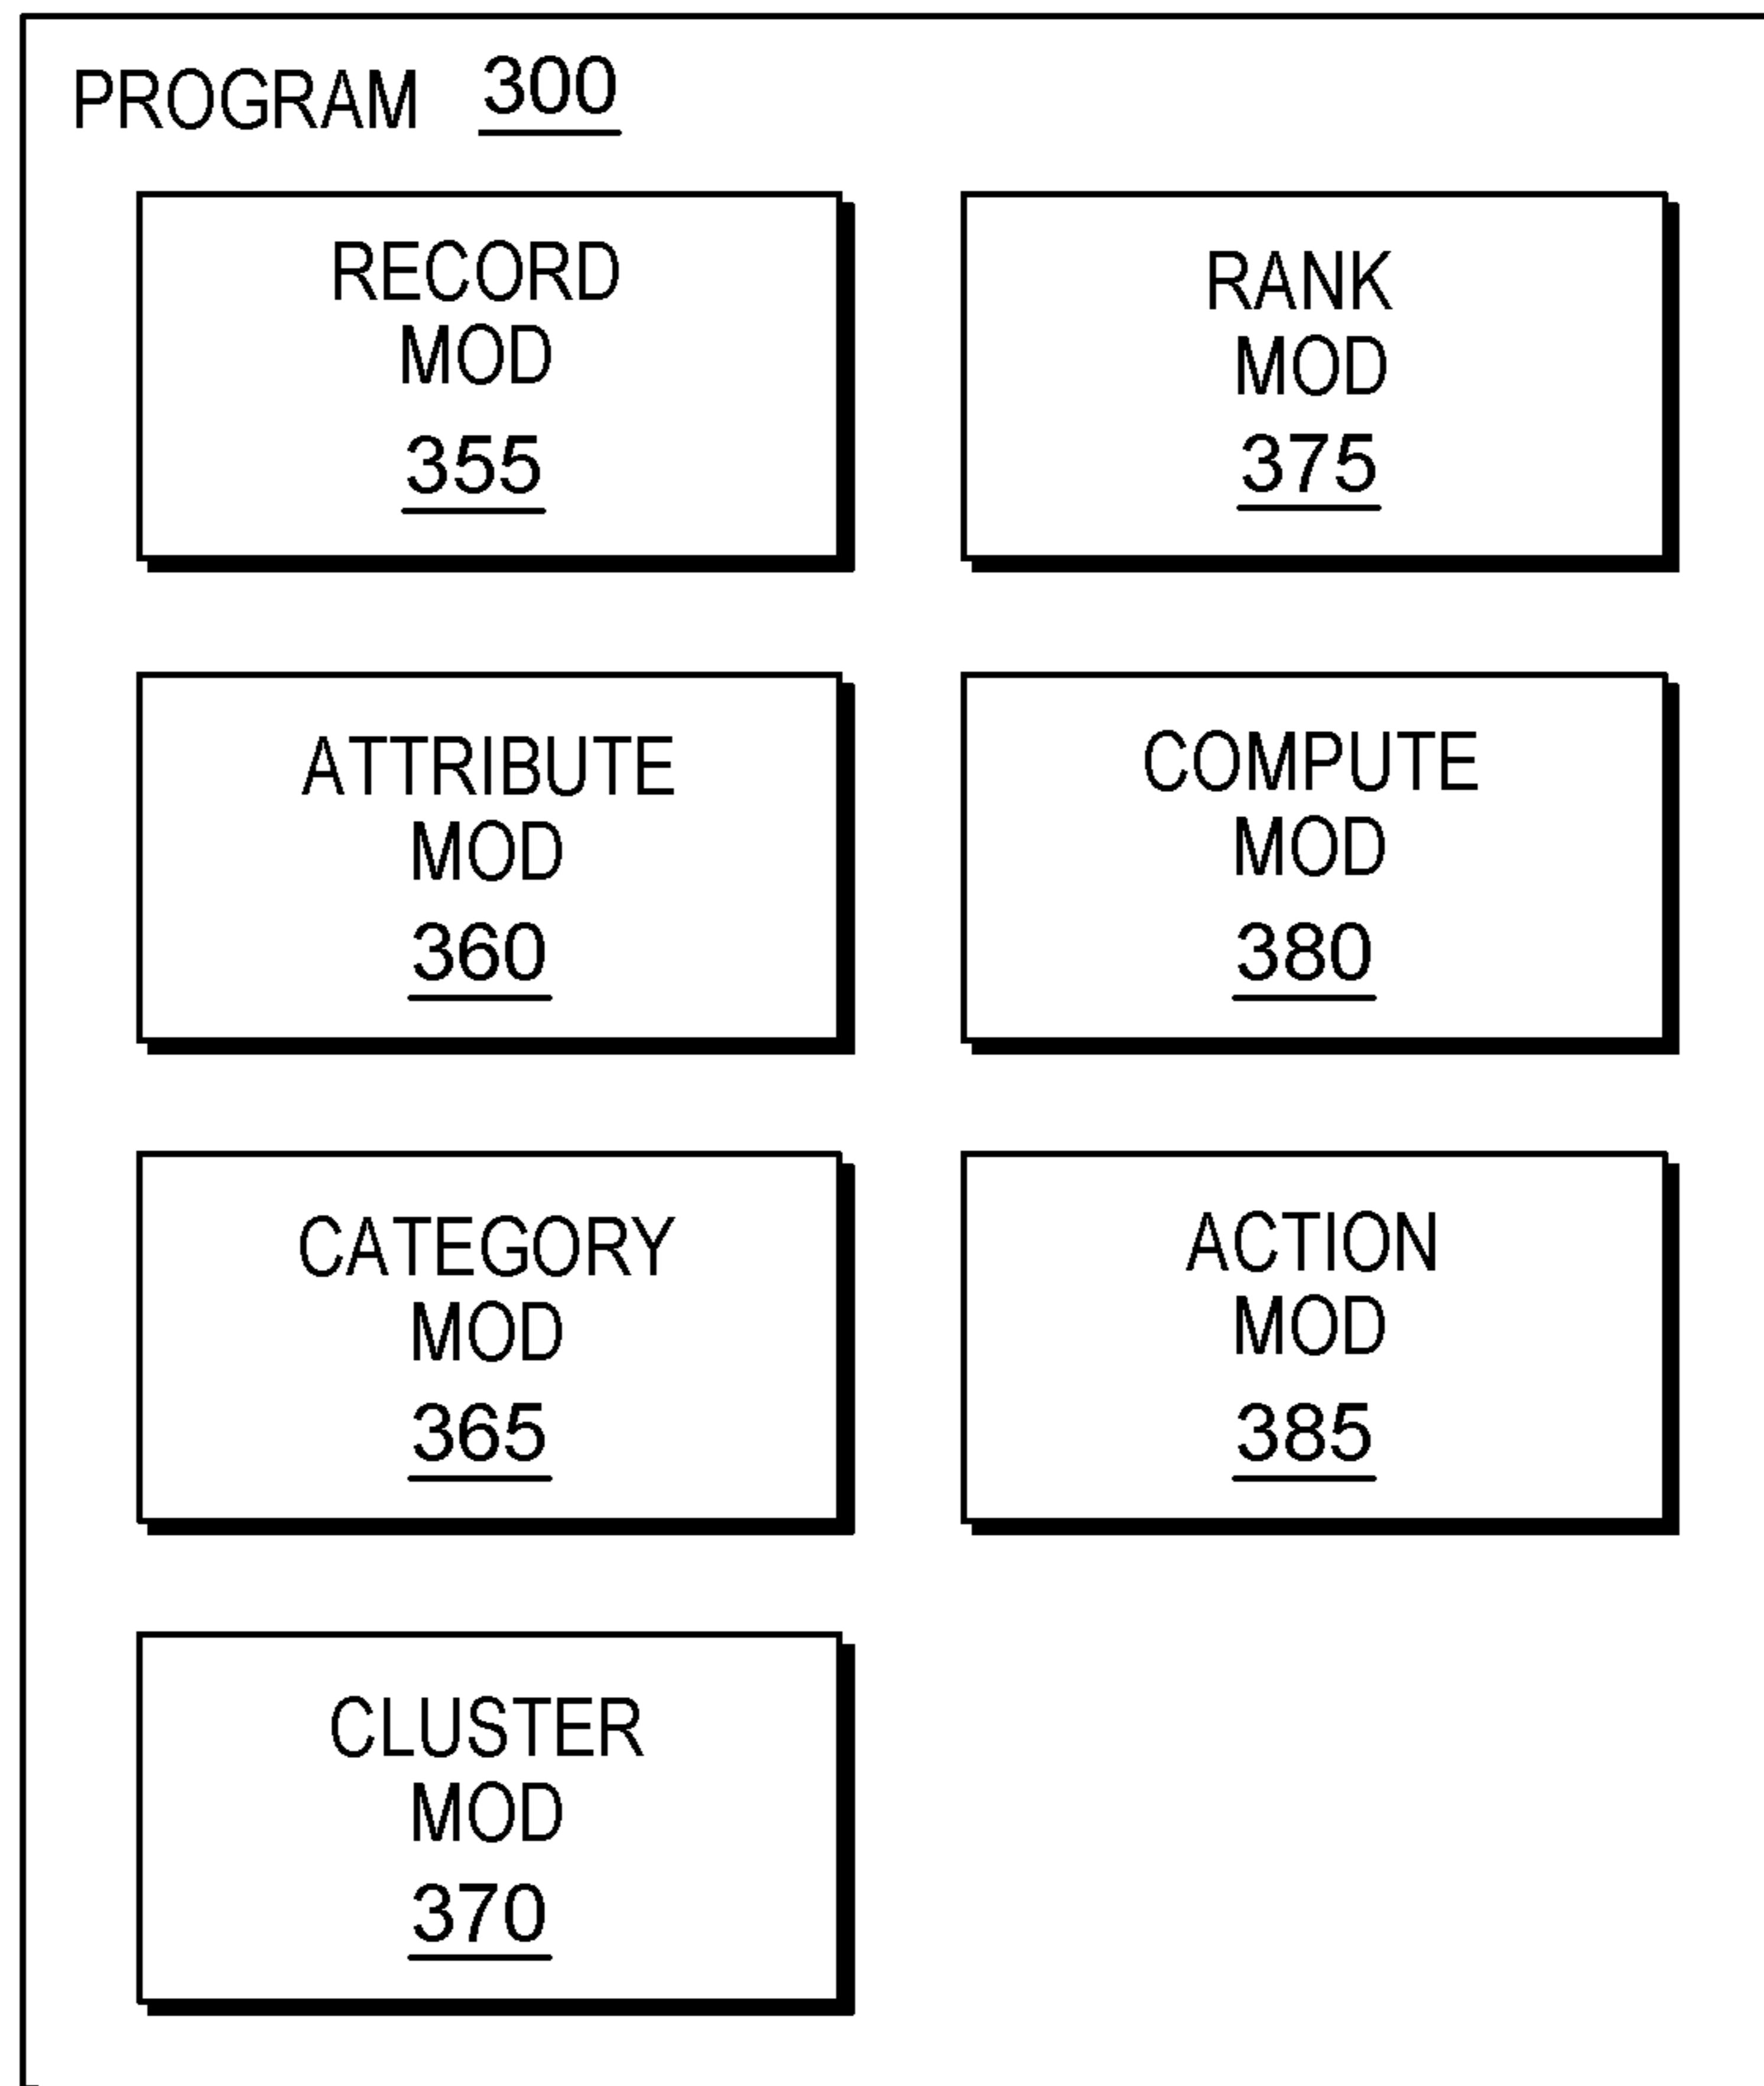 PROGRAM 300
RECORD
MOD
355
ATTRIBUTE
MOD
360
CATEGORY
MOD
365
CLUSTER
MOD
370
RANK
MOD
375
COMPUTE
MOD
380
ACTION
MOD
385